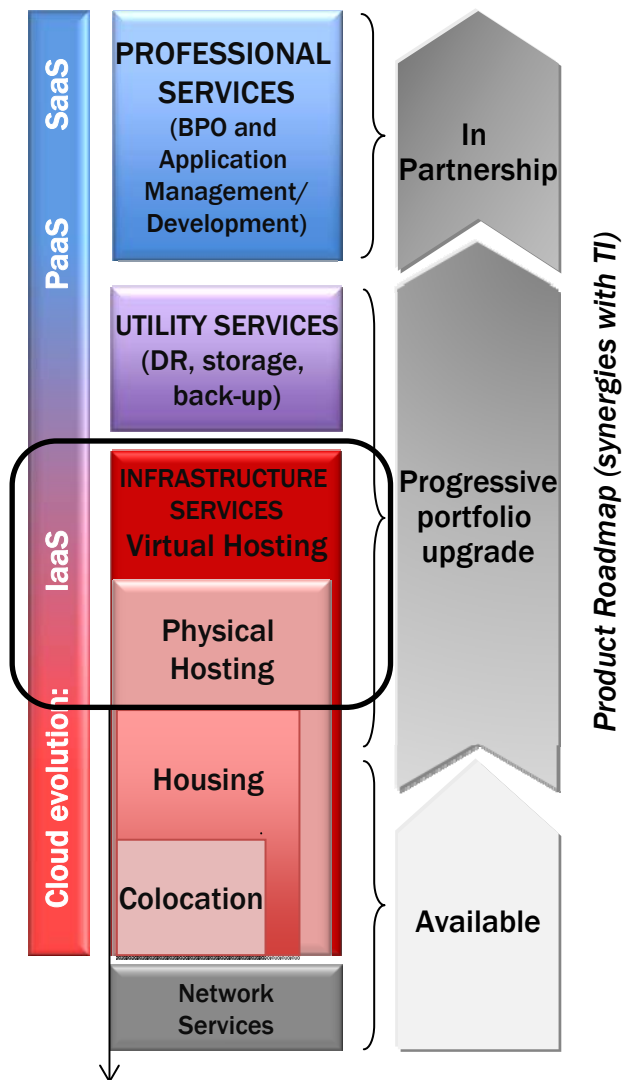 SaaS
PaaS
IaaS
Cloud evolution:
PROFESSIONAL
SERVICES
(BPO and
Application
Management/
Development)
UTILITY SERVICES
(DR, storage,
back-up)
INFRASTRUCTURE
SERVICES
Virtual Hosting
Physical
Hosting
Housing
Colocation
Network
Services
In
Partnership
Progressive
portfolio
upgrade
Available
Product Roadmap (synergies with TI)